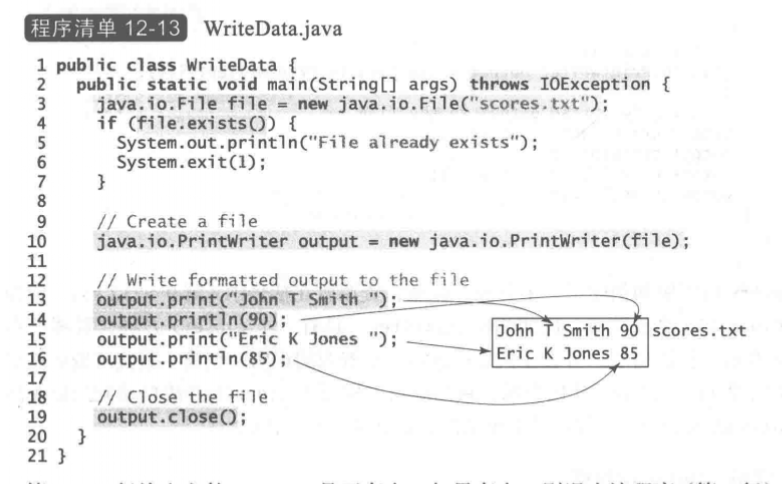 程序清单 12-13 WriteData.java
1 public class WriteData {
2 public static void main(String[] args) throws IOException {
3 java.io.File file = new java.io.File("scores.txt");
4 if (file.exists()) {
5 System.out.println("File already exists");
6 System.exit(1);
7 }
8
9 // Create a file
10 java.io.PrintWriter output = new java.io.PrintWriter(file);
11
12 // Write formatted output to the file
13 output.print("John T Smith ");
14 output.println(90);
15 output.print("Eric K Jones ");
16 output.println(85);
17
18 // Close the file
19 output.close();
20 }
21 }
John T Smith 90
Eric K Jones 85
scores.txt